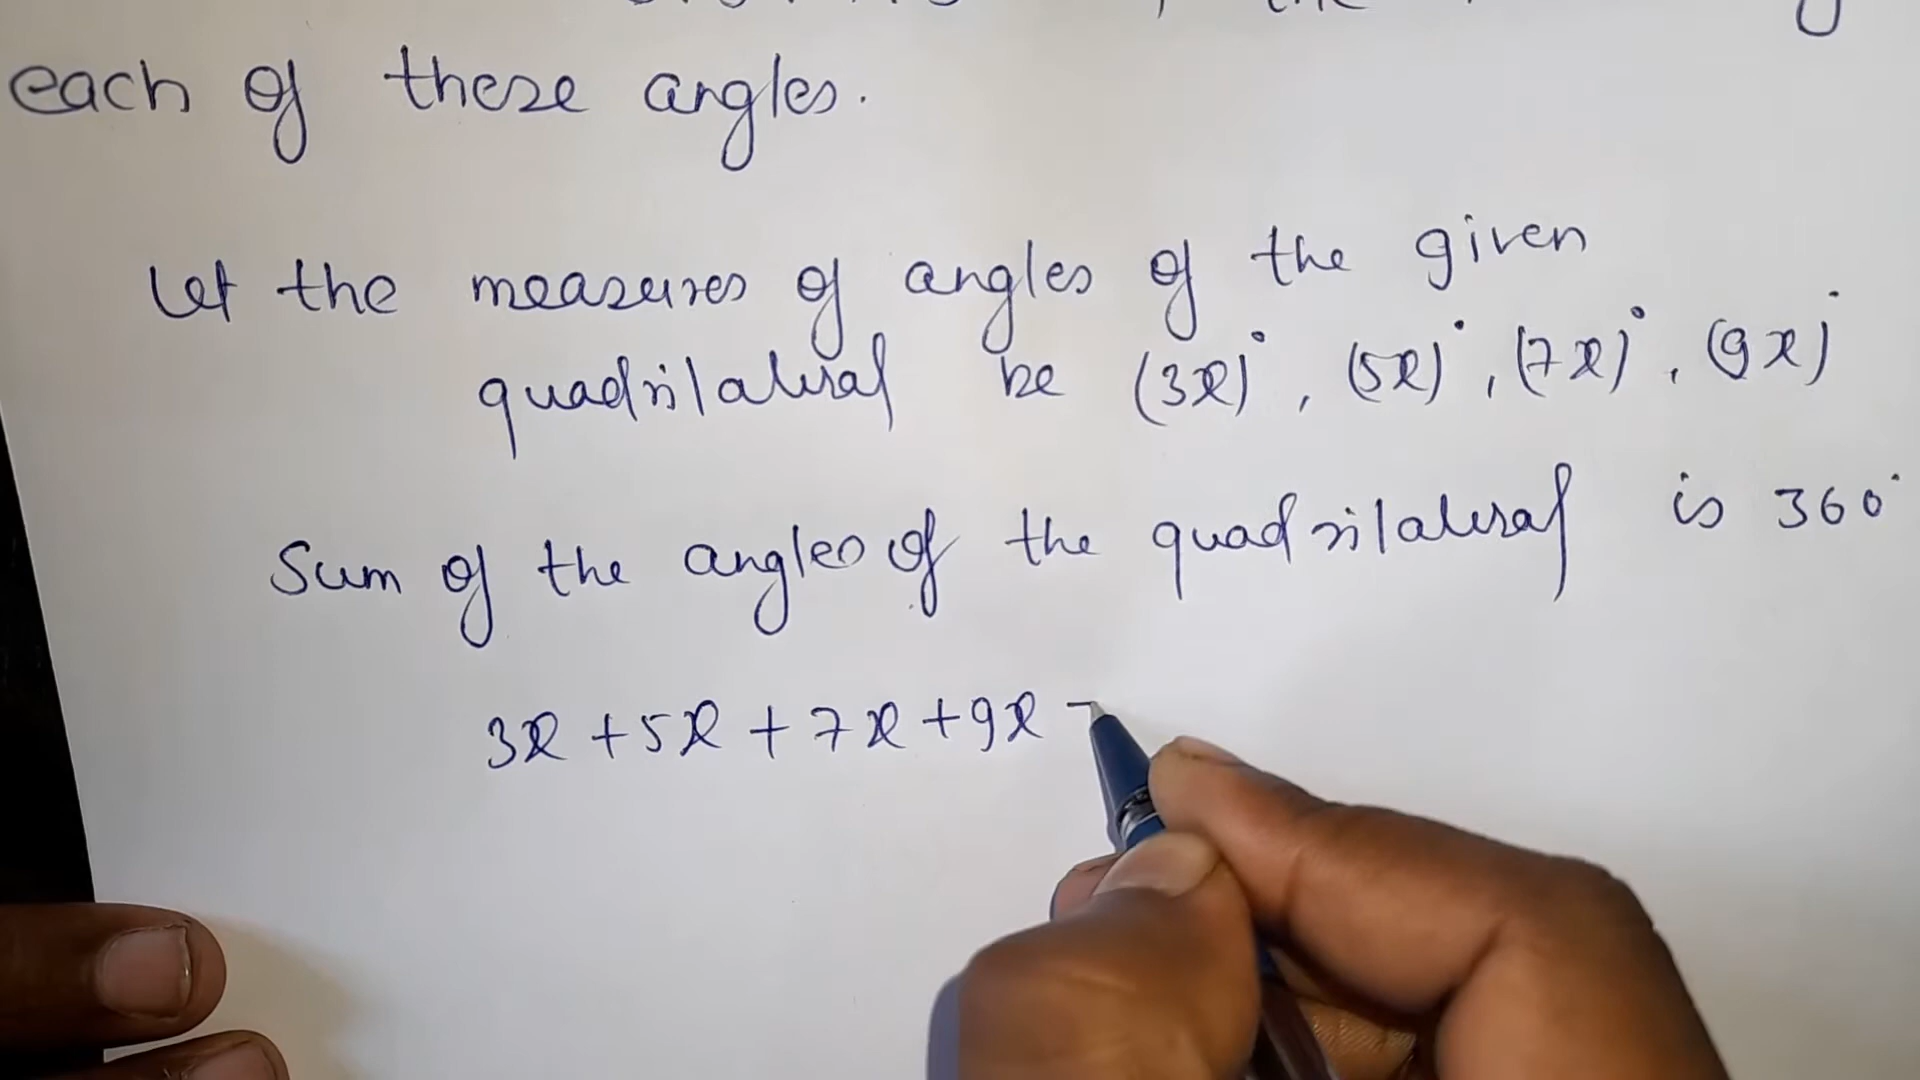 each of these angles.
Let the measures of angles of the given
quadrilateral be (3x)°, (5x)°, (7x)°, (9x)°
Sum of the angles of the quadrilateral is 360°
3x + 5x + 7x + 9x